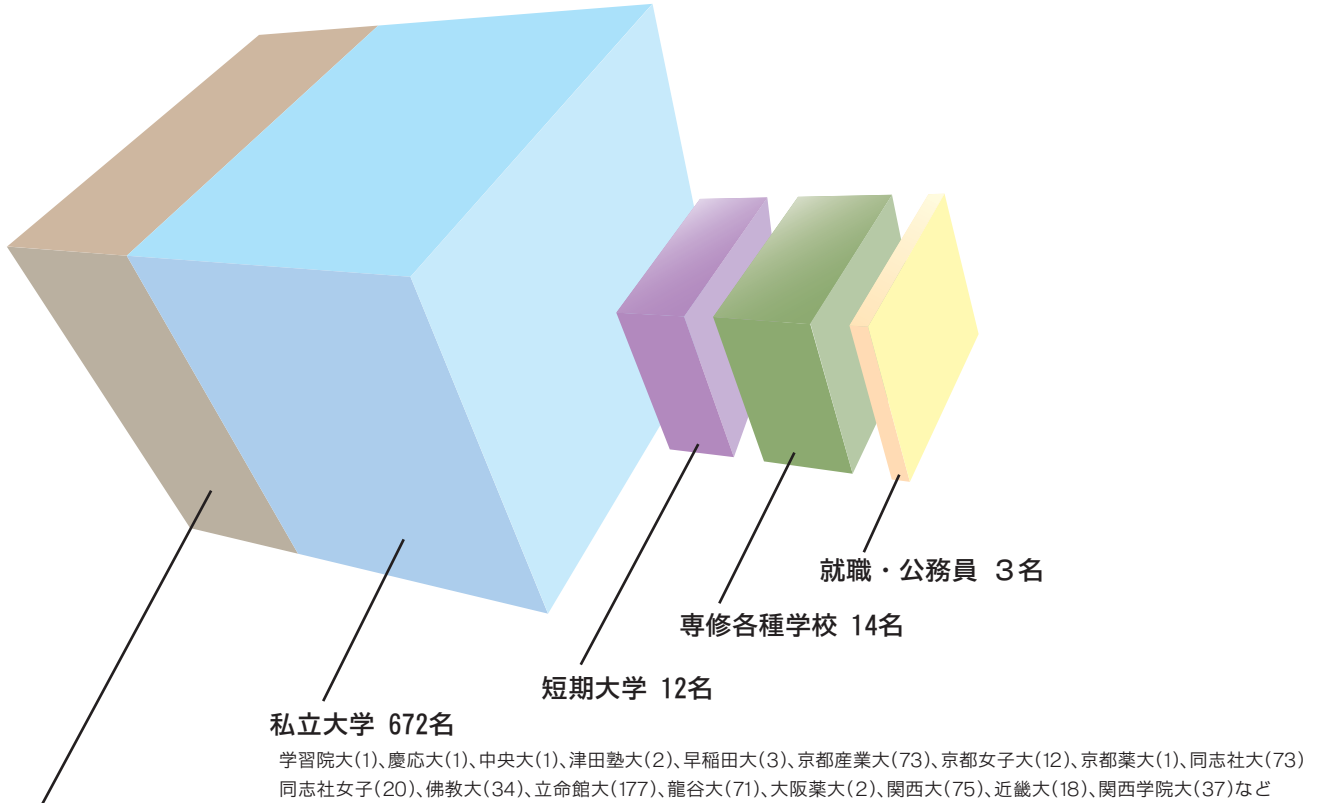 就職・公務員 ３名
専修各種学校 14名
短期大学 12名
私立大学 672名
学習院大(1)、慶応大(1)、中央大(1)、津田塾大(2)、早稲田大(3)、京都産業大(73)、京都女子大(12)、京都薬大(1)、同志社大(73)
同志社女子(20)、佛教大(34)、立命館大(177)、龍谷大(71)、大阪薬大(2)、関西大(75)、近畿大(18)、関西学院大(37)など